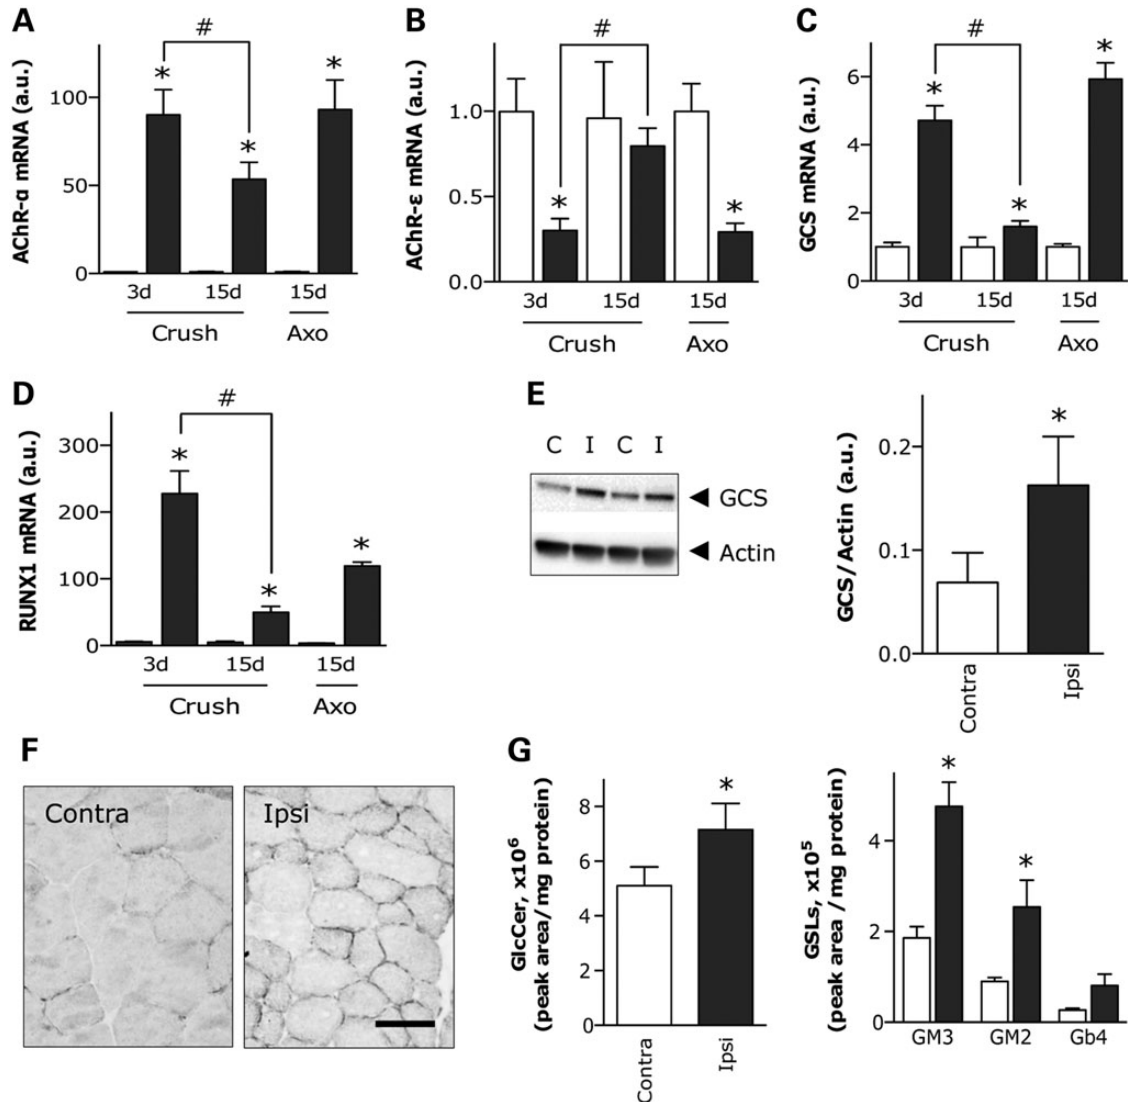 A
AChR-α mRNA (a.u.)
100
50
0
#
*
*
*
3d 15d 15d
Crush Axo
B
AChR-ε mRNA (a.u.)
1.0
0.5
0.0
#
*
*
3d 15d 15d
Crush Axo
C
GCS mRNA (a.u.)
6
4
2
0
#
*
*
*
3d 15d 15d
Crush Axo
D
RUNX1 mRNA (a.u.)
300
200
100
0
#
*
*
*
3d 15d 15d
Crush Axo
E
C I C I
GCS
Actin
GCS/Actin (a.u.)
0.2
0.1
0.0
*
Contra Ipsi
F
Contra Ipsi
G
GlcCer, x10⁶
(peak area/mg protein)
8
6
4
2
0
*
Contra Ipsi
GSLs, x10⁵
(peak area/mg protein)
4
2
0
*
*
GM3 GM2 Gb4